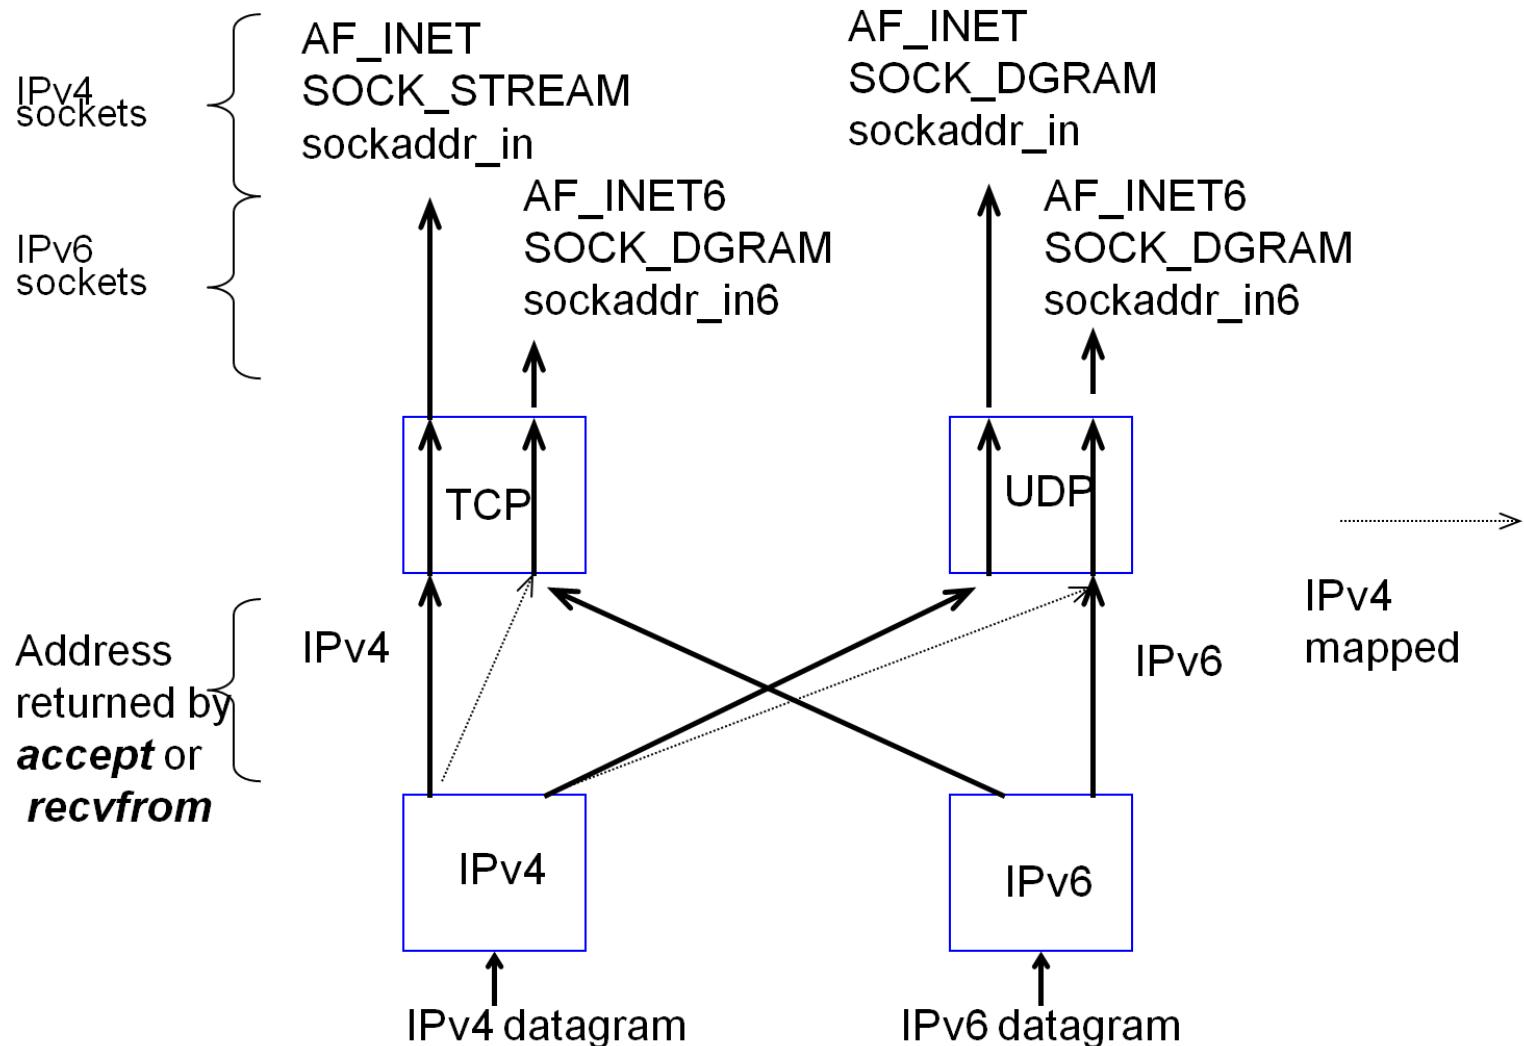 IPv4
sockets
AF_INET
SOCK_STREAM
sockaddr_in
AF_INET
SOCK_DGRAM
sockaddr_in
IPv6
sockets
AF_INET6
SOCK_DGRAM
sockaddr_in6
AF_INET6
SOCK_DGRAM
sockaddr_in6
TCP
UDP
IPv4
mapped
Address
returned by
accept or
recvfrom
IPv4
IPv6
IPv4
IPv6
IPv4 datagram
IPv6 datagram